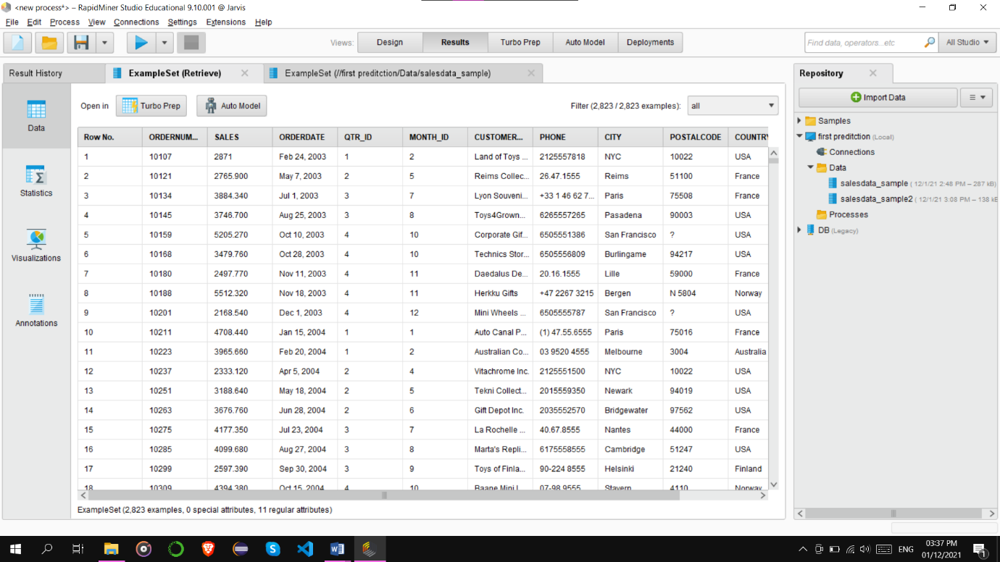 <new process*> – RapidMiner Studio Educational 9.10.001 @ Jarvis
File Edit Process View Connections Settings Extensions Help
Views: Design Results Turbo Prep Auto Model Deployments Find data, operators...etc All Studio
Result History ExampleSet (Retrieve) ExampleSet (//first preditction/Data/salesdata_sample) Repository
Data
Statistics
Visualizations
Annotations
Open in Turbo Prep Auto Model Filter (2,823 / 2,823 examples): all
Row No. ORDERNUM... SALES ORDERDATE QTR_ID MONTH_ID CUSTOMER... PHONE CITY POSTALCODE COUNTRY
1 10107 2871 Feb 24, 2003 1 2 Land of Toys ... 2125557818 NYC 10022 USA
2 10121 2765.900 May 7, 2003 2 5 Reims Collec... 26.47.1555 Reims 51100 France
3 10134 3884.340 Jul 1, 2003 3 7 Lyon Souveni... +33 1 46 62 7... Paris 75508 France
4 10145 3746.700 Aug 25, 2003 3 8 Toys4Grown... 6265557265 Pasadena 90003 USA
5 10159 5205.270 Oct 10, 2003 4 10 Corporate Gif... 6505551386 San Francisco ? USA
6 10168 3479.760 Oct 28, 2003 4 10 Technics Stor... 6505556809 Burlingame 94217 USA
7 10180 2497.770 Nov 11, 2003 4 11 Daedalus De... 20.16.1555 Lille 59000 France
8 10188 5512.320 Nov 18, 2003 4 11 Herkku Gifts +47 2267 3215 Bergen N 5804 Norway
9 10201 2168.540 Dec 1, 2003 4 12 Mini Wheels ... 6505555787 San Francisco ? USA
10 10211 4708.440 Jan 15, 2004 1 1 Auto Canal P... (1) 47.55.6555 Paris 75016 France
11 10223 3965.660 Feb 20, 2004 1 2 Australian Co... 03 9520 4555 Melbourne 3004 Australia
12 10237 2333.120 Apr 5, 2004 2 4 Vitachrome Inc. 2125551500 NYC 10022 USA
13 10251 3188.640 May 18, 2004 2 5 Tekni Collect... 2015559350 Newark 94019 USA
14 10263 3676.760 Jun 28, 2004 2 6 Gift Depot Inc. 2035552570 Bridgewater 97562 USA
15 10275 4177.350 Jul 23, 2004 3 7 La Rochelle ... 40.67.8555 Nantes 44000 France
16 10285 4099.680 Aug 27, 2004 3 8 Marta's Repli... 6175558555 Cambridge 51247 USA
17 10299 2597.390 Sep 30, 2004 3 9 Toys of Finla... 90-224 8555 Helsinki 21240 Finland
18 10309 4394.380 Oct 15, 2004 4 10 Baane Mini I... 07-98 9555 Stavern 4110 Norway
ExampleSet (2,823 examples, 0 special attributes, 11 regular attributes)
Import Data
Samples
first preditction (Local)
Connections
Data
salesdata_sample ( 12/1/21 2:48 PM – 287 kB)
salesdata_sample2 ( 12/1/21 3:08 PM – 138 kB
Processes
DB (Legacy)
ENG 03:37 PM
01/12/2021
1